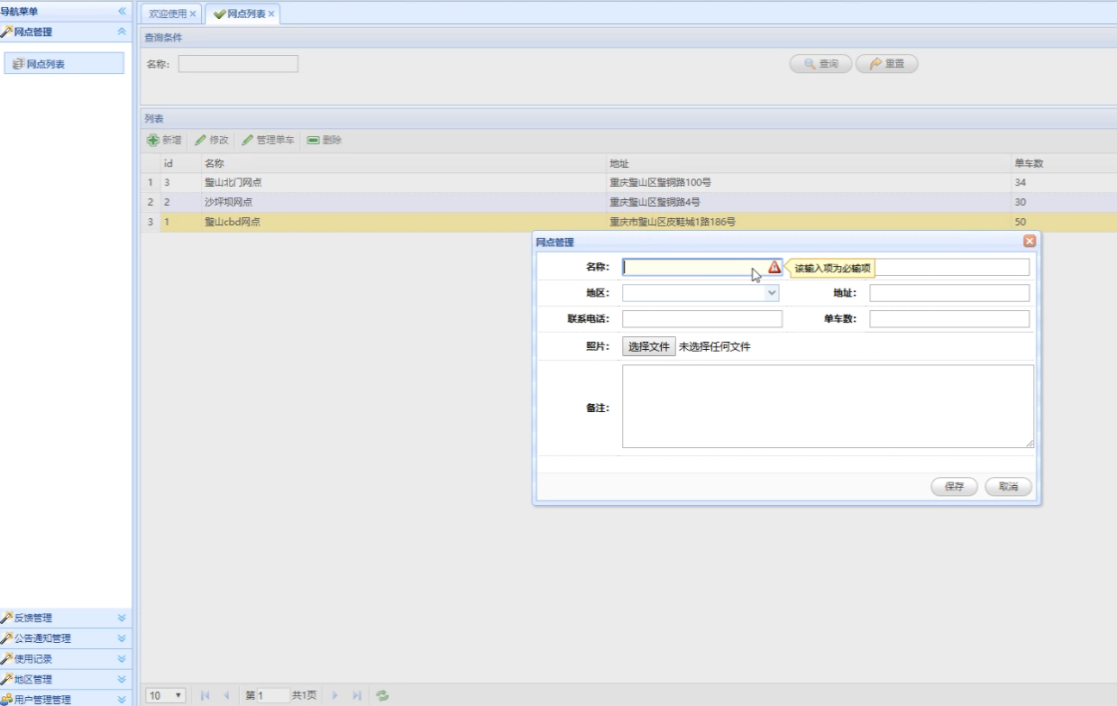 导航菜单
欢迎使用
网点列表
网点管理
查询条件
网点列表
名称:
查询
重置
列表
新增
修改
管理单车
删除
id
名称
地址
单车数
1 3 璧山北门网点 重庆璧山区璧铜路100号 34
2 2 沙坪坝网点 重庆璧山区璧铜路4号 30
3 1 璧山cbd网点 重庆市璧山区皮鞋城1路186号 50
网点管理
名称:
该输入项为必输项
地区:
地址:
联系电话:
单车数:
照片:
选择文件 未选择任何文件
备注:
保存
取消
反馈管理
公告通知管理
使用记录
地区管理
用户管理管理
10
第 1
共1页